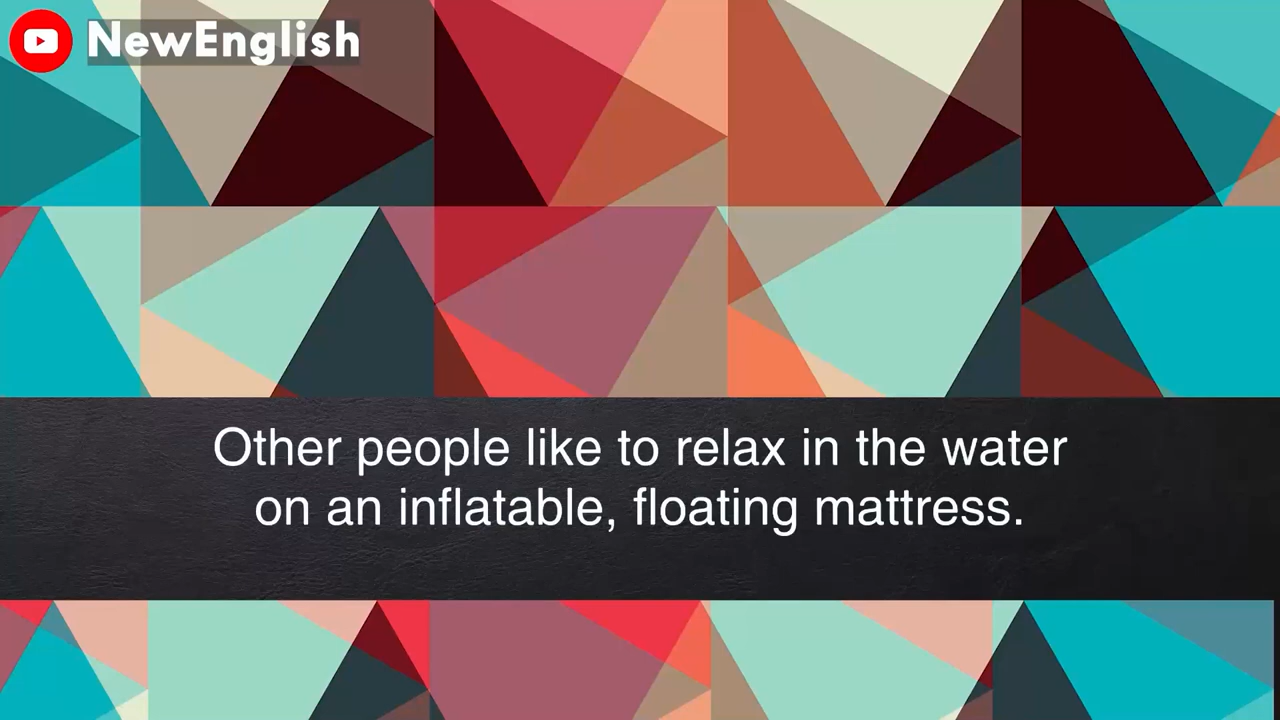 NewEnglish
Other people like to relax in the water
on an inflatable, floating mattress.